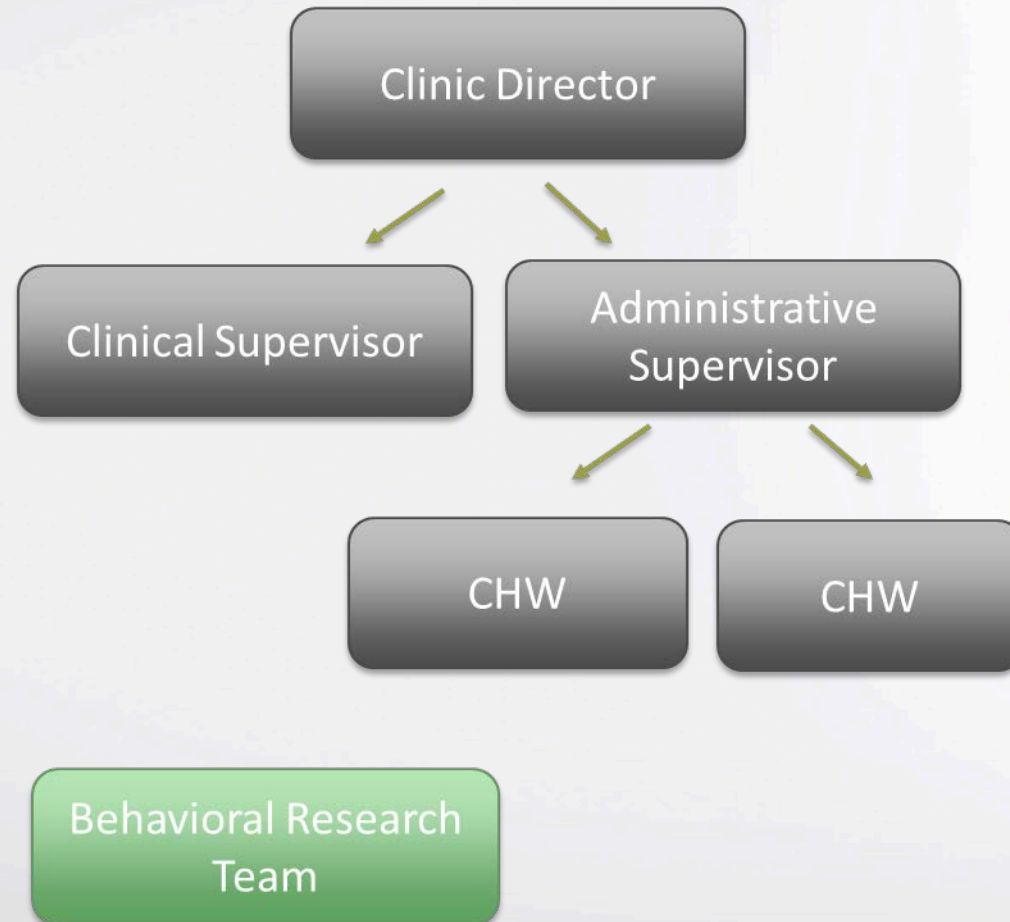 Clinic Director
Clinical Supervisor
Administrative
Supervisor
CHW
CHW
Behavioral Research
Team